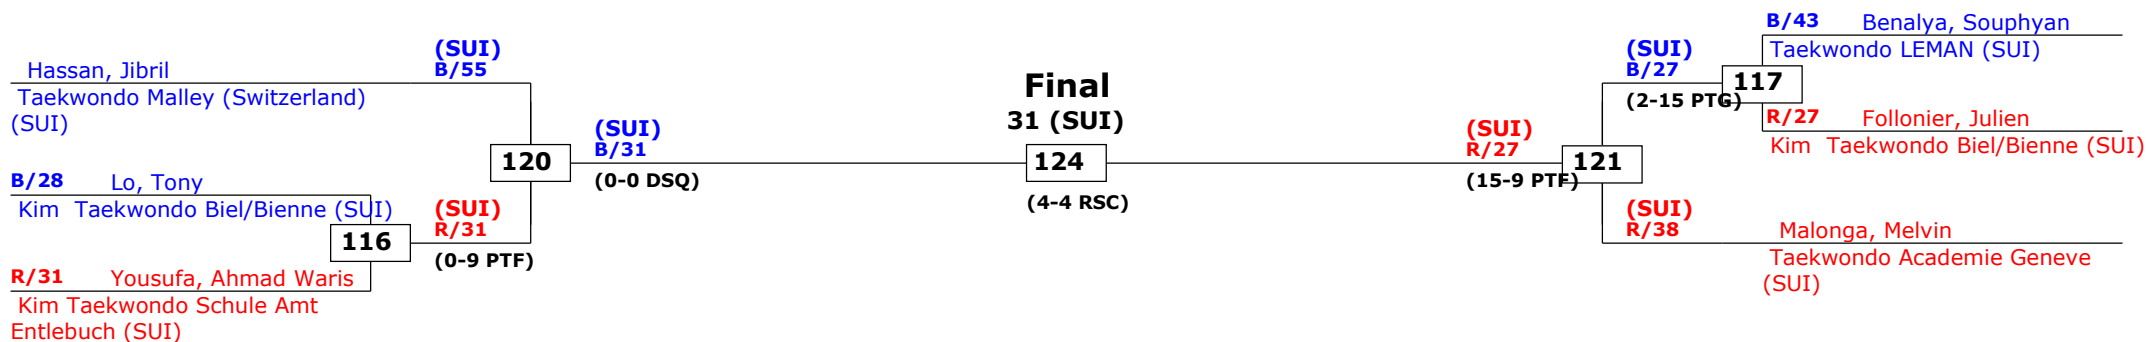 (SUI)
B/55
Hassan, Jibril
Taekwondo Malley (Switzerland)
(SUI)
120
(SUI)
B/31
(0-0 DSQ)
B/28 Lo, Tony
Kim Taekwondo Biel/Bienne (SUI)
116
(SUI)
R/31
(0-9 PTF)
R/31 Yousufa, Ahmad Waris
Kim Taekwondo Schule Amt
Entlebuch (SUI)
Final
31 (SUI)
124
(4-4 RSC)
B/43 Benalya, Souphyan
Taekwondo LEMAN (SUI)
(SUI)
B/27
(2-15 PTG)
117
R/27 Follonier, Julien
Kim Taekwondo Biel/Bienne (SUI)
(SUI)
R/27
(15-9 PTF)
121
(SUI)
R/38
Malonga, Melvin
Taekwondo Academie Geneve
(SUI)